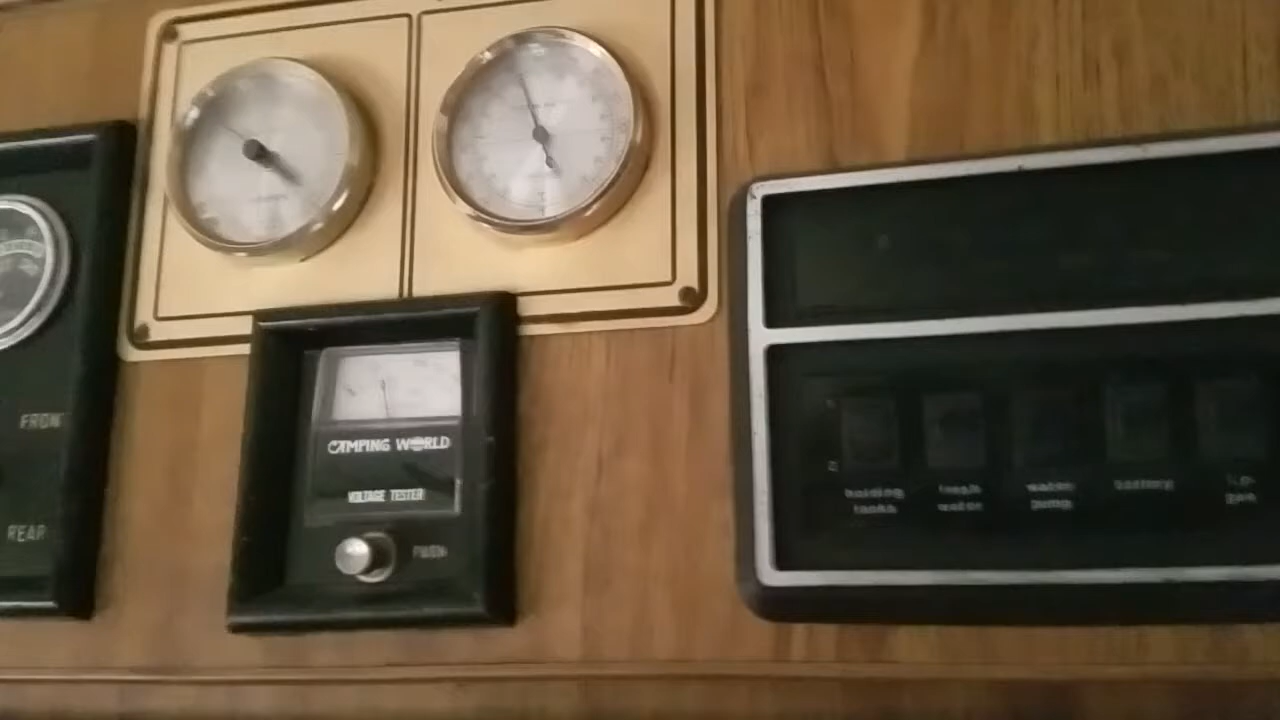 FRONT
REAR
CAMPING WORLD
VOLTAGE TESTER
PUSH
holding
tanks
fresh
water
water
pump
battery
l.p.
gas